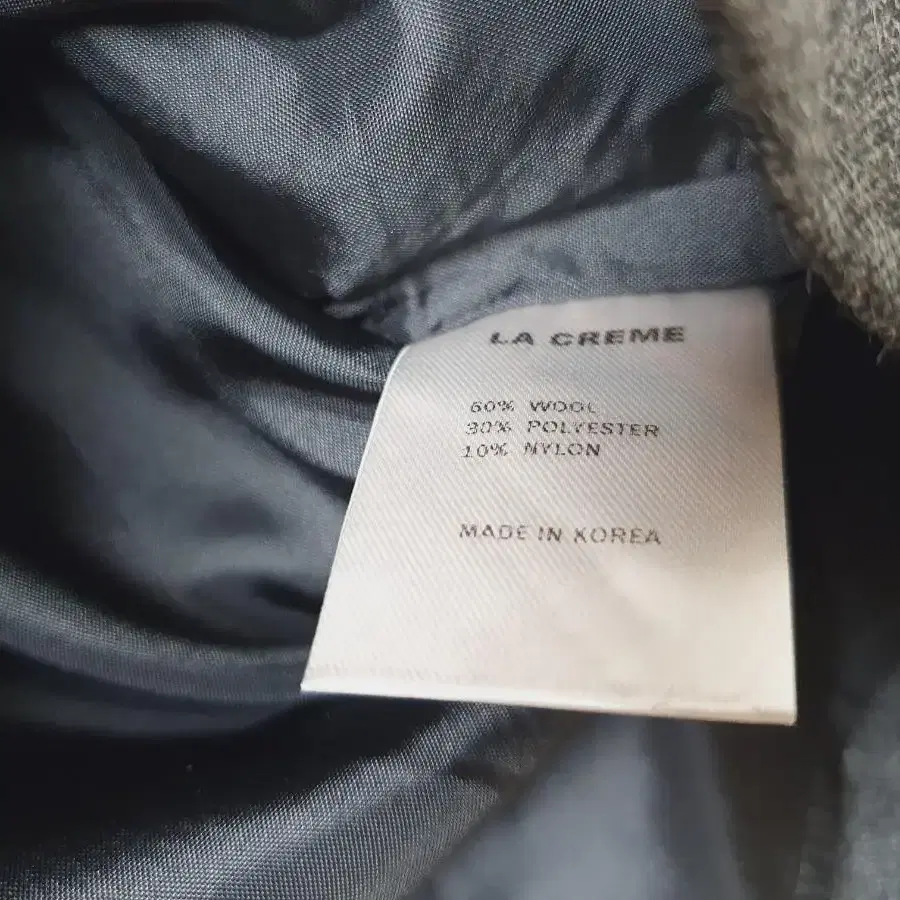 LA CREME
60% WOOL
30% POLYESTER
10% NYLON
MADE IN KOREA